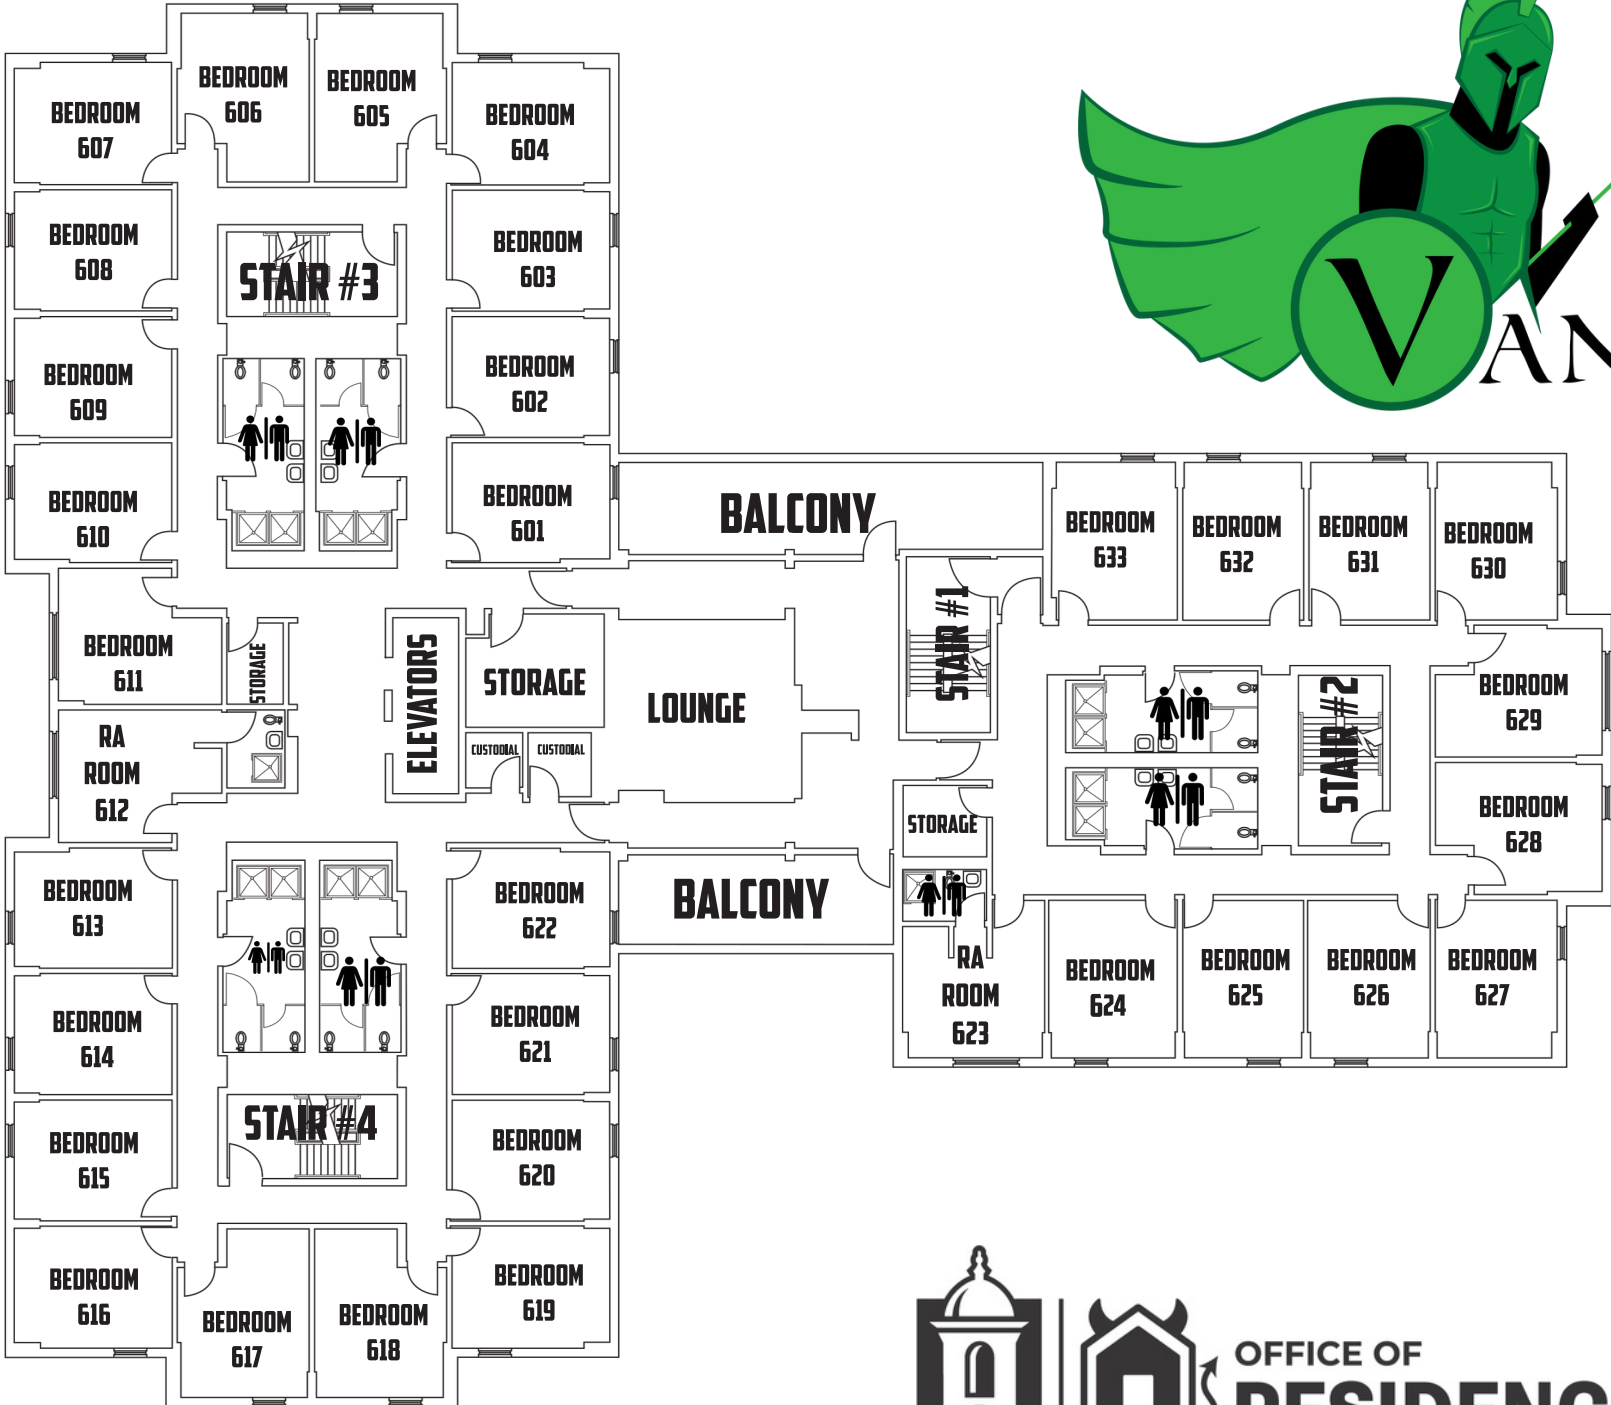 BEDROOM
606
BEDROOM
605
BEDROOM
607
BEDROOM
604
BEDROOM
608
BEDROOM
603
STAIR #3
BEDROOM
609
BEDROOM
602
BEDROOM
610
BEDROOM
601
BALCONY
BEDROOM
633
BEDROOM
632
BEDROOM
631
BEDROOM
630
BEDROOM
611
STORAGE
ELEVATORS
STORAGE
LOUNGE
STAIR #1
STAIR #2
BEDROOM
629
RA
ROOM
612
CUSTODIAL
CUSTODIAL
STORAGE
BEDROOM
628
BEDROOM
613
BEDROOM
622
BALCONY
RA
ROOM
623
BEDROOM
624
BEDROOM
625
BEDROOM
626
BEDROOM
627
BEDROOM
614
BEDROOM
621
STAIR #4
BEDROOM
615
BEDROOM
620
BEDROOM
616
BEDROOM
617
BEDROOM
618
BEDROOM
619
VAN
OFFICE OF
RESIDENC